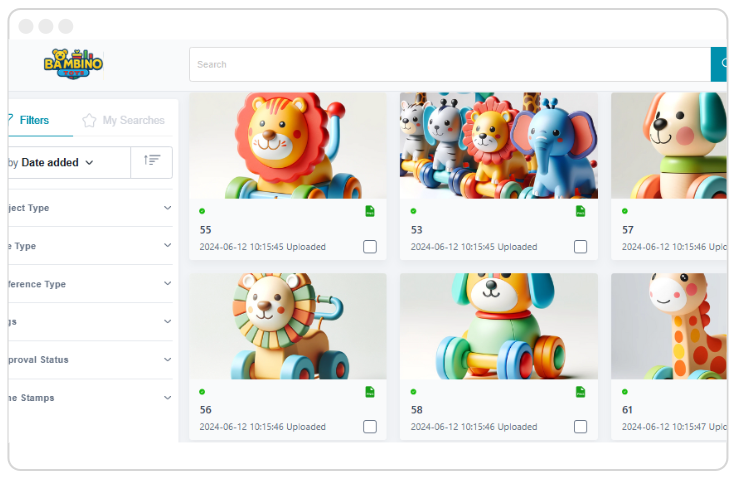 BAMBINO
TOYS
Search
Filters
My Searches
by Date added
ject Type
e Type
ference Type
gs
proval Status
ne Stamps
55
2024-06-12 10:15:45 Uploaded
53
2024-06-12 10:15:45 Uploaded
57
2024-06-12 10:15:46 Uplo
56
2024-06-12 10:15:46 Uploaded
58
2024-06-12 10:15:46 Uploaded
61
2024-06-12 10:15:47 Uplo